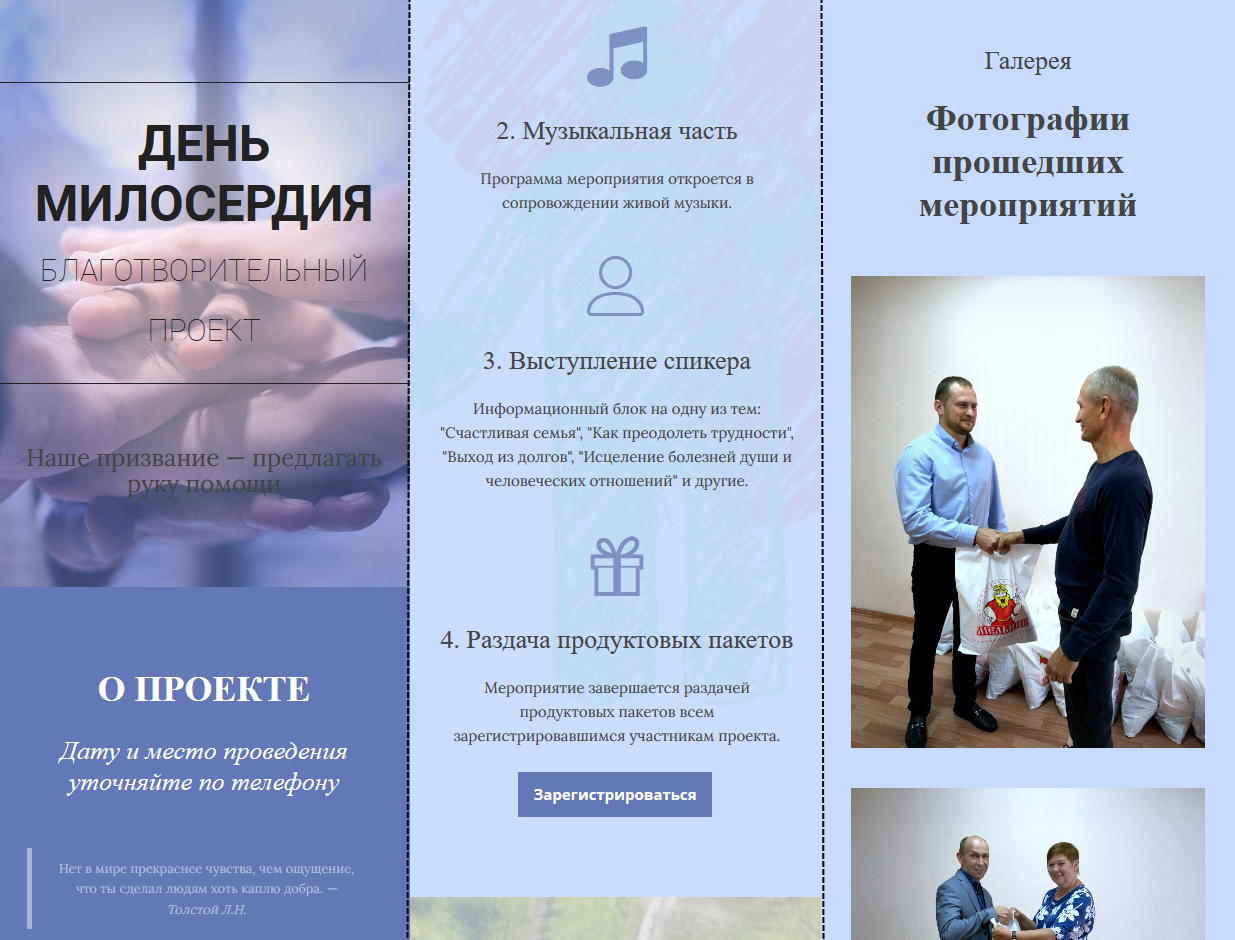 ДЕНЬ
МИЛОСЕРДИЯ
БЛАГОТВОРИТЕЛЬНЫЙ
ПРОЕКТ
Наше призвание — предлагать
руку помощи
О ПРОЕКТЕ
Дату и место проведения
уточняйте по телефону
Нет в мире прекраснее чувства, чем ощущение,
что ты сделал людям хоть каплю добра. —
Толстой Л.Н.
2. Музыкальная часть
Программа мероприятия откроется в
сопровождении живой музыки.
3. Выступление спикера
Информационный блок на одну из тем:
"Счастливая семья", "Как преодолеть трудности",
"Выход из долгов", "Исцеление болезней души и
человеческих отношений" и другие.
4. Раздача продуктовых пакетов
Мероприятие завершается раздачей
продуктовых пакетов всем
зарегистрировавшимся участникам проекта.
Зарегистрироваться
Галерея
Фотографии
прошедших
мероприятий